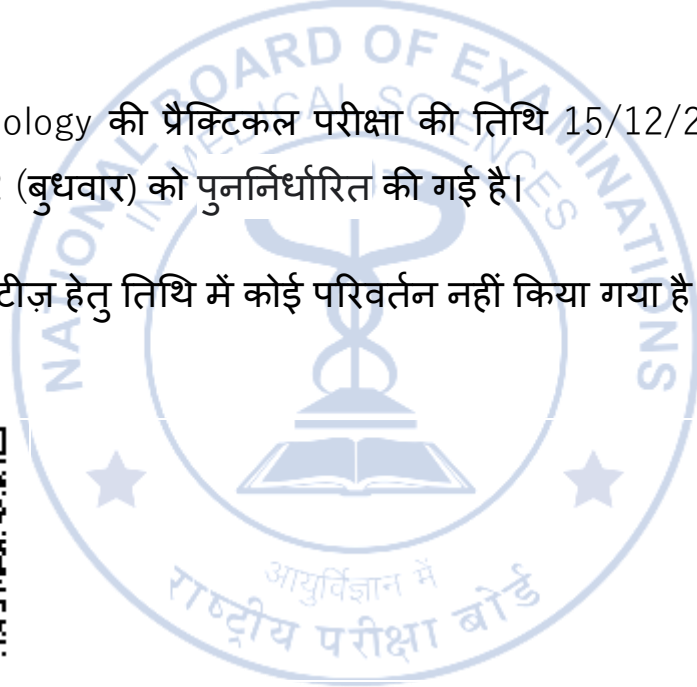 NATIONAL BOARD OF EXAMINATIONS
IN MEDICAL SCIENCES
ology की प्रैक्टिकल परीक्षा की तिथि 15/12/2
(बुधवार) को पुनर्निर्धारित की गई है।
टीज़ हेतु तिथि में कोई परिवर्तन नहीं किया गया है
आयुर्विज्ञान में
राष्ट्रीय परीक्षा बोर्ड